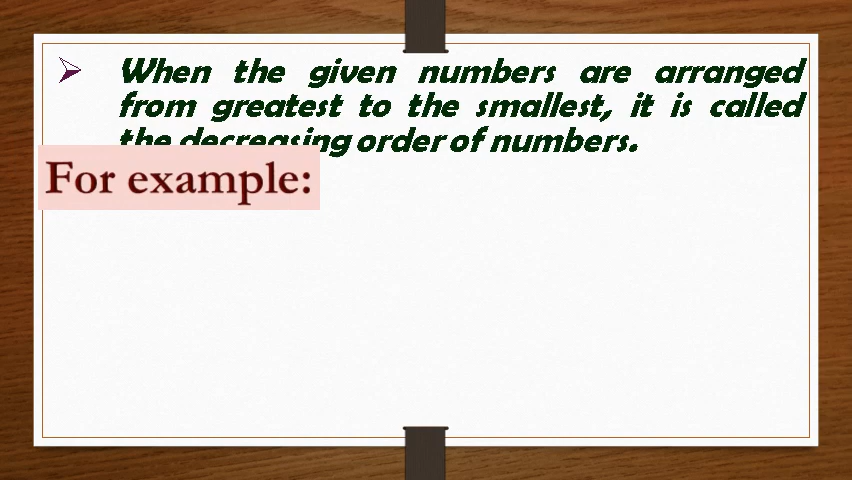 When the given numbers are arranged
from greatest to the smallest, it is called
the decreasing order of numbers.
For example: